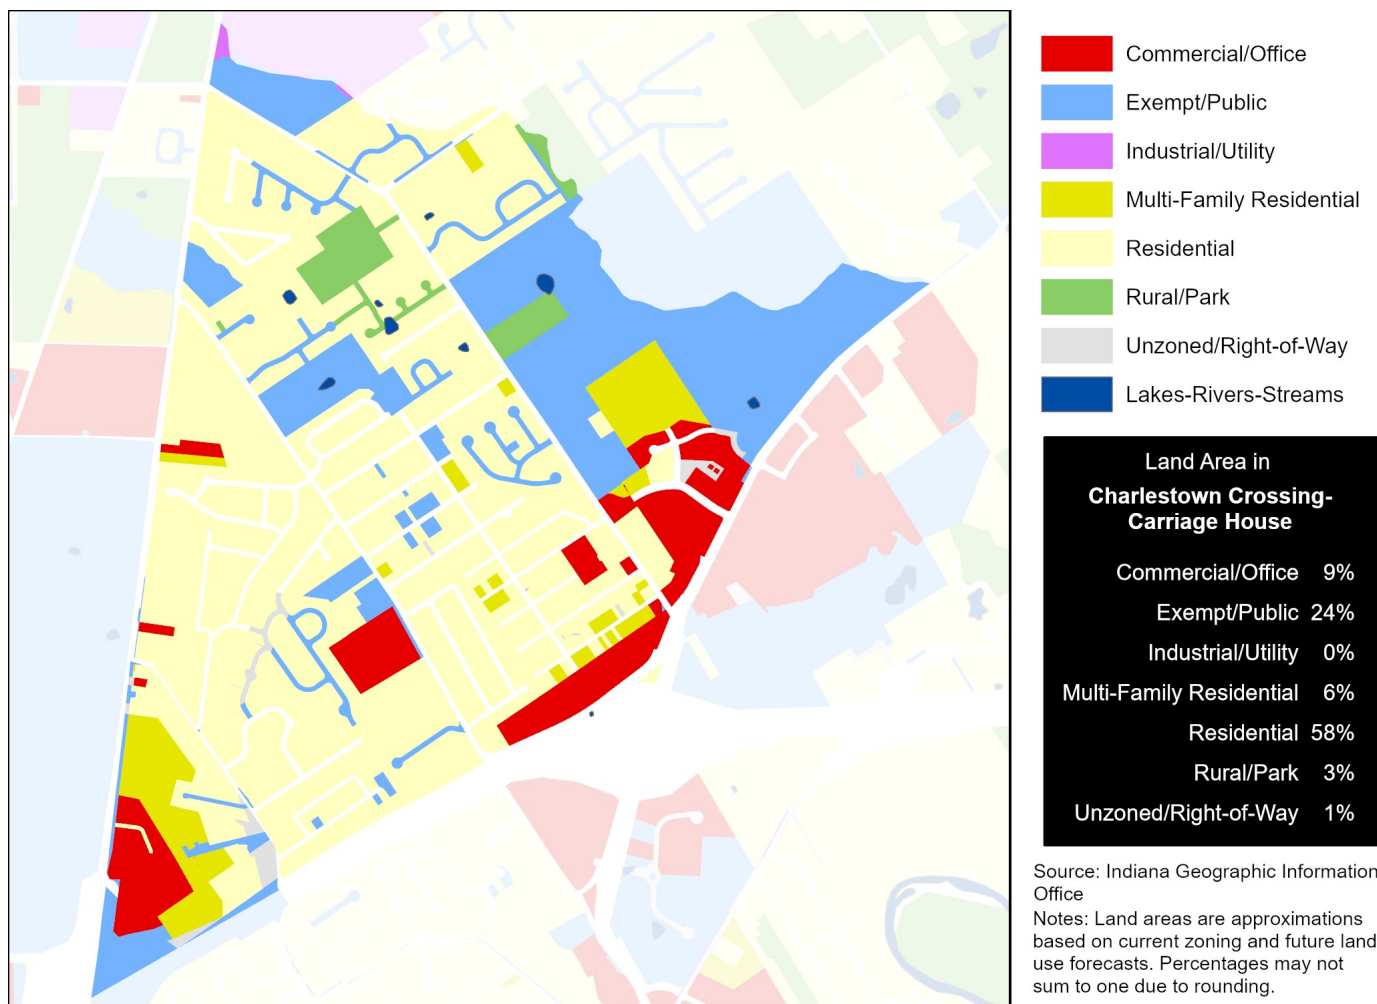 Commercial/Office
Exempt/Public
Industrial/Utility
Multi-Family Residential
Residential
Rural/Park
Unzoned/Right-of-Way
Lakes-Rivers-Streams
Land Area in
Charlestown Crossing-
Carriage House
Commercial/Office 9%
Exempt/Public 24%
Industrial/Utility 0%
Multi-Family Residential 6%
Residential 58%
Rural/Park 3%
Unzoned/Right-of-Way 1%
Source: Indiana Geographic Information
Office
Notes: Land areas are approximations
based on current zoning and future land
use forecasts. Percentages may not
sum to one due to rounding.